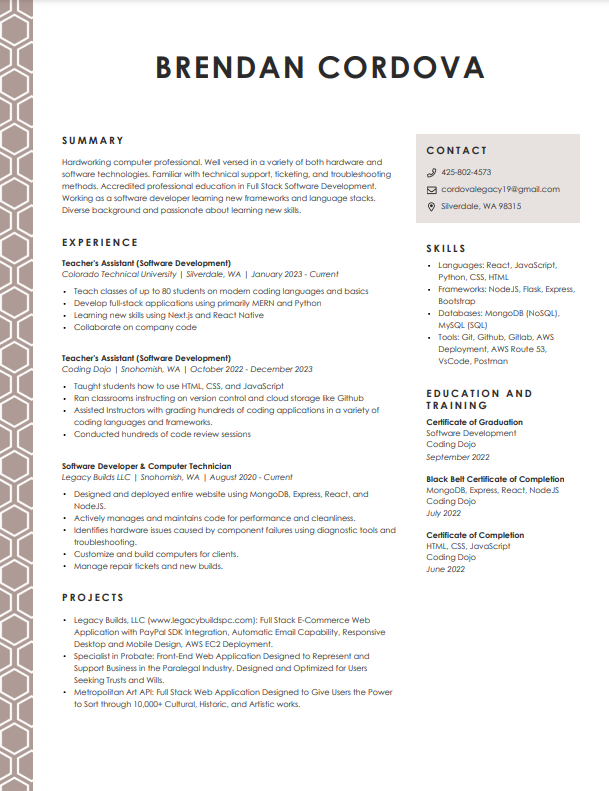 BRENDAN CORDOVA
SUMMARY
Hardworking computer professional. Well versed in a variety of both hardware and
software technologies. Familiar with technical support, ticketing, and troubleshooting
methods. Accredited professional education in Full Stack Software Development.
Working as a software developer learning new frameworks and language stacks.
Diverse background and passionate about learning new skills.
EXPERIENCE
Teacher's Assistant (Software Development)
Colorado Technical University | Silverdale, WA | January 2023 - Current
• Teach classes of up to 80 students on modern coding languages and basics
• Develop full-stack applications using primarily MERN and Python
• Learning new skills using Next.js and React Native
• Collaborate on company code
Teacher's Assistant (Software Development)
Coding Dojo | Snohomish, WA | October 2022 - December 2023
• Taught students how to use HTML, CSS, and JavaScript
• Ran classrooms instructing on version control and cloud storage like Github
• Assisted Instructors with grading hundreds of coding applications in a variety of
coding languages and frameworks.
• Conducted hundreds of code review sessions
Software Developer & Computer Technician
Legacy Builds LLC | Snohomish, WA | August 2020 - Current
• Designed and deployed entire website using MongoDB, Express, React, and
NodeJS.
• Actively manages and maintains code for performance and cleanliness.
• Identifies hardware issues caused by component failures using diagnostic tools and
troubleshooting.
• Customize and build computers for clients.
• Manage repair tickets and new builds.
PROJECTS
• Legacy Builds, LLC (www.legacybuildspc.com): Full Stack E-Commerce Web
Application with PayPal SDK Integration, Automatic Email Capability, Responsive
Desktop and Mobile Design, AWS EC2 Deployment.
• Specialist in Probate: Front-End Web Application Designed to Represent and
Support Business in the Paralegal Industry. Designed and Optimized for Users
Seeking Trusts and Wills.
• Metropolitan Art API: Full Stack Web Application Designed to Give Users the Power
to Sort through 10,000+ Cultural, Historic, and Artistic works.
CONTACT
425-802-4573
cordovalegacy19@gmail.com
Silverdale, WA 98315
SKILLS
• Languages: React, JavaScript,
Python, CSS, HTML
• Frameworks: NodeJS, Flask, Express,
Bootstrap
• Databases: MongoDB (NoSQL),
MySQL (SQL)
• Tools: Git, Github, Gitlab, AWS
Deployment, AWS Route 53,
VsCode, Postman
EDUCATION AND
TRAINING
Certificate of Graduation
Software Development
Coding Dojo
September 2022
Black Belt Certificate of Completion
MongoDB, Express, React, NodeJS
Coding Dojo
July 2022
Certificate of Completion
HTML, CSS, JavaScript
Coding Dojo
June 2022